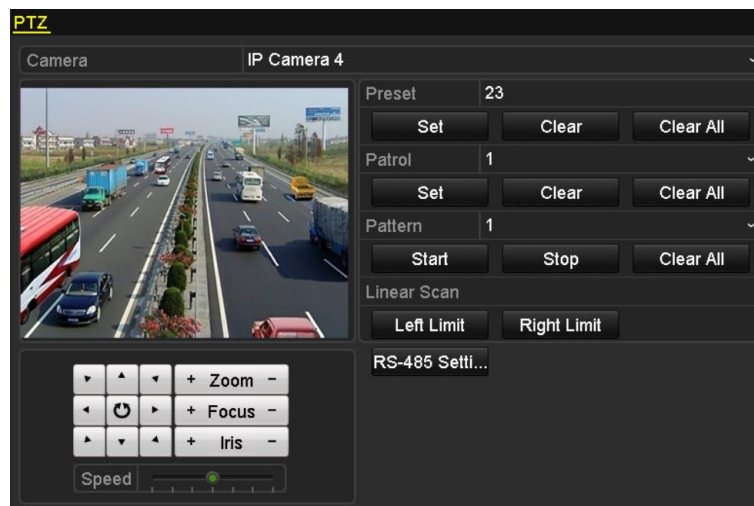 PTZ
Camera IP Camera 4
Preset 23
Set Clear Clear All
Patrol 1
Set Clear Clear All
Pattern 1
Start Stop Clear All
Linear Scan
Left Limit Right Limit
RS-485 Setti...
+ Zoom -
+ Focus -
+ Iris -
Speed